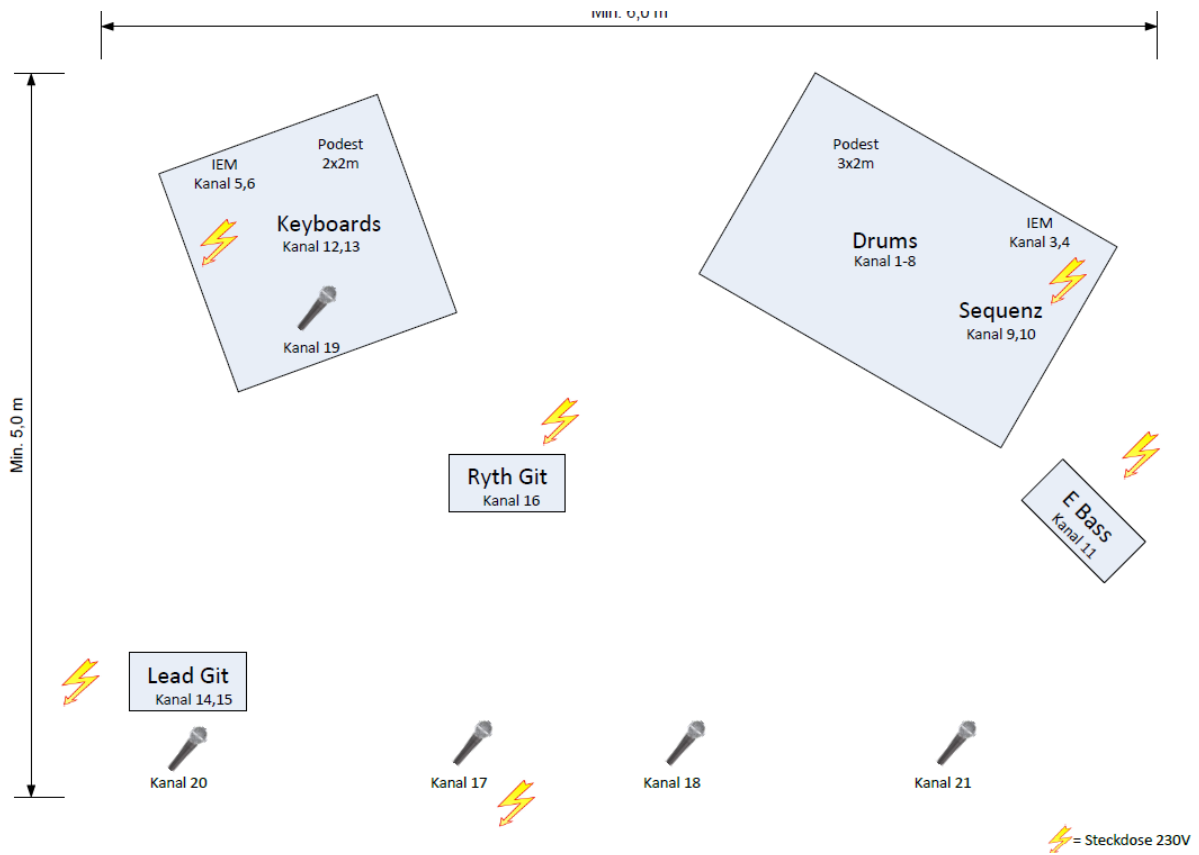 Min. 6,0 m
Min. 5,0 m
IEM
Kanal 5,6
Podest
2x2m
Keyboards
Kanal 12,13
Kanal 19
Podest
3x2m
IEM
Kanal 3,4
Drums
Kanal 1-8
Sequenz
Kanal 9,10
Ryth Git
Kanal 16
E Bass
Kanal 11
Lead Git
Kanal 14,15
Kanal 20
Kanal 17
Kanal 18
Kanal 21
= Steckdose 230V